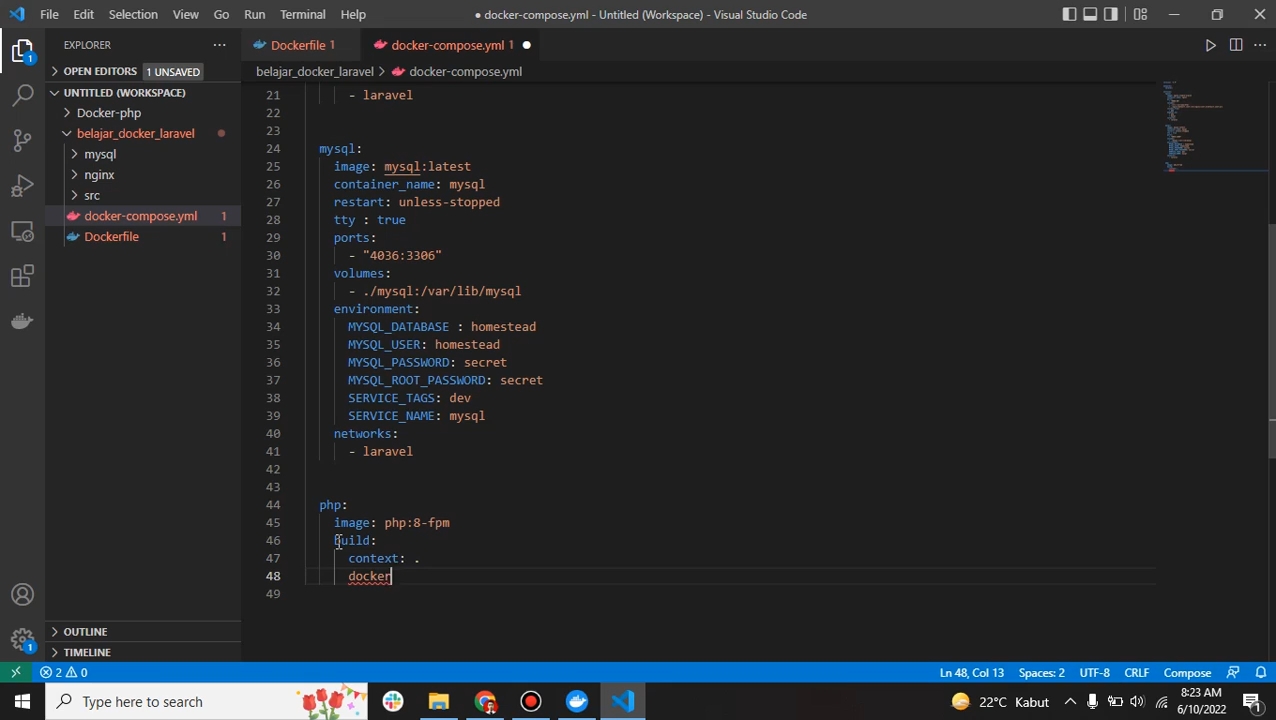 File Edit Selection View Go Run Terminal Help
● docker-compose.yml - Untitled (Workspace) - Visual Studio Code
EXPLORER
Dockerfile 1
docker-compose.yml 1
OPEN EDITORS 1 UNSAVED
belajar_docker_laravel > docker-compose.yml
UNTITLED (WORKSPACE)
Docker-php
belajar_docker_laravel
mysql
nginx
src
docker-compose.yml 1
Dockerfile 1
OUTLINE
TIMELINE
21 - laravel
22
23
24 mysql:
25 image: mysql:latest
26 container_name: mysql
27 restart: unless-stopped
28 tty : true
29 ports:
30 - "4036:3306"
31 volumes:
32 - ./mysql:/var/lib/mysql
33 environment:
34 MYSQL_DATABASE : homestead
35 MYSQL_USER: homestead
36 MYSQL_PASSWORD: secret
37 MYSQL_ROOT_PASSWORD: secret
38 SERVICE_TAGS: dev
39 SERVICE_NAME: mysql
40 networks:
41 - laravel
42
43
44 php:
45 image: php:8-fpm
46 build:
47 context: .
48 docker
49
2 0
Ln 48, Col 13 Spaces: 2 UTF-8 CRLF Compose
Type here to search
22°C Kabut
8:23 AM
6/10/2022